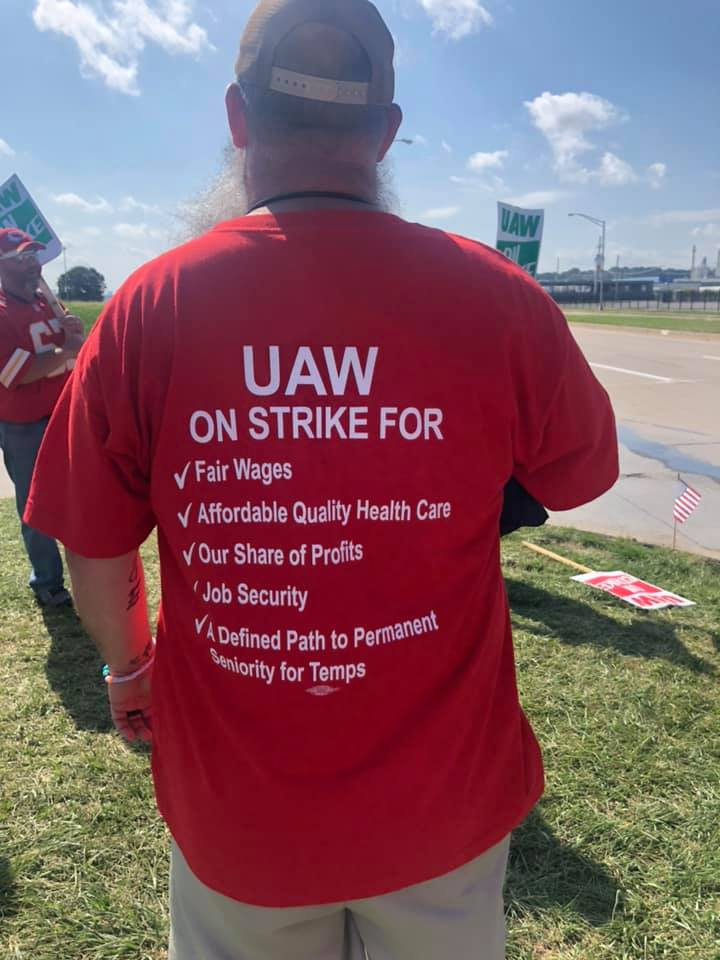 UAW
ON STRIKE FOR
✓Fair Wages
✓Affordable Quality Health Care
✓Our Share of Profits
✓Job Security
✓A Defined Path to Permanent
Seniority for Temps
UAW
ON